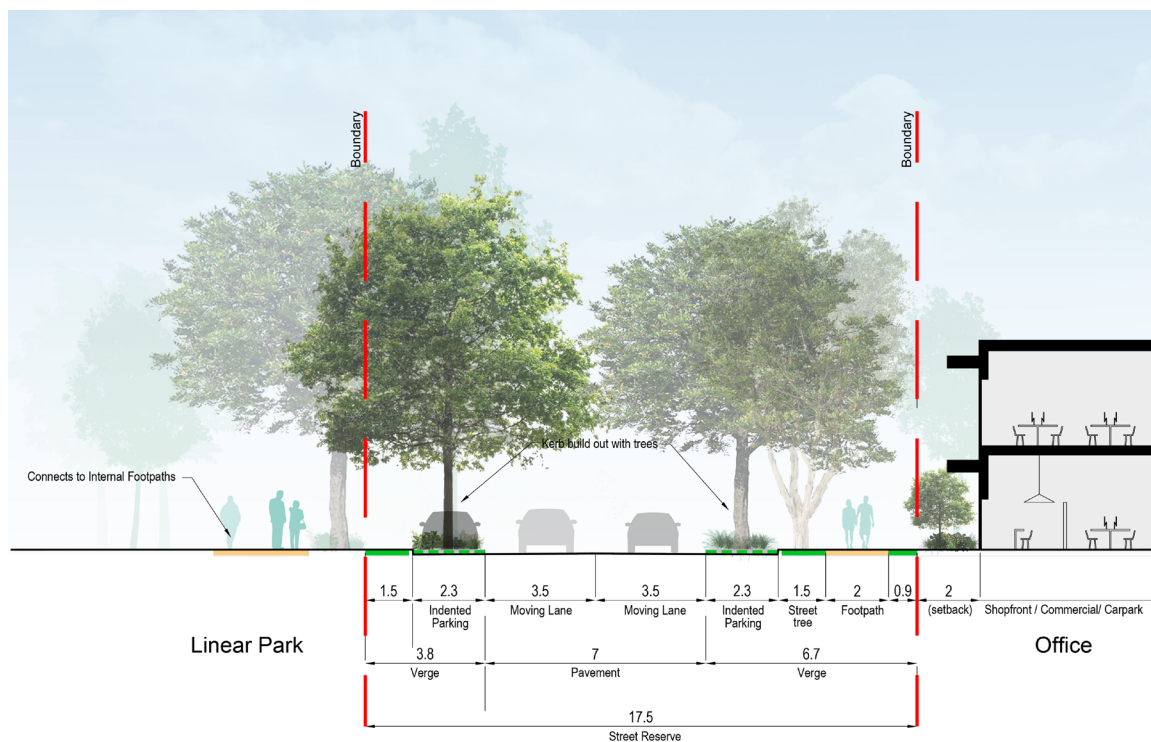 Boundary
Boundary
Kerb build out with trees
Connects to Internal Footpaths
1.5
2.3
3.5
3.5
2.3
1.5
2
0.9
2
Indented
Parking
Moving Lane
Moving Lane
Indented
Parking
Street
tree
Footpath
(setback)
Shopfront / Commercial/ Carpark
Linear Park
Office
3.8
7
6.7
Verge
Pavement
Verge
17.5
Street Reserve